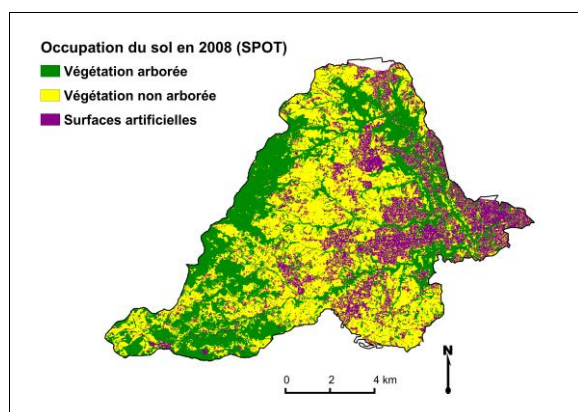 Occupation du sol en 2008 (SPOT)
Végétation arborée
Végétation non arborée
Surfaces artificielles
N
0 2 4 km